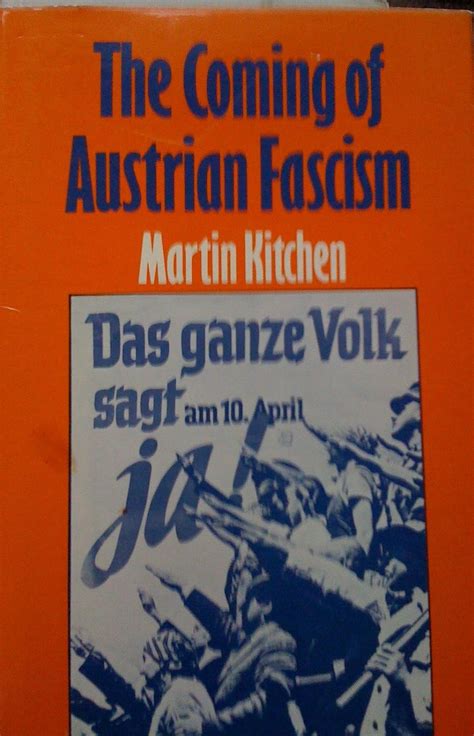 The Coming of
Austrian Fascism
Martin Kitchen
Das ganze Volk
sagt am 10. April
ja!